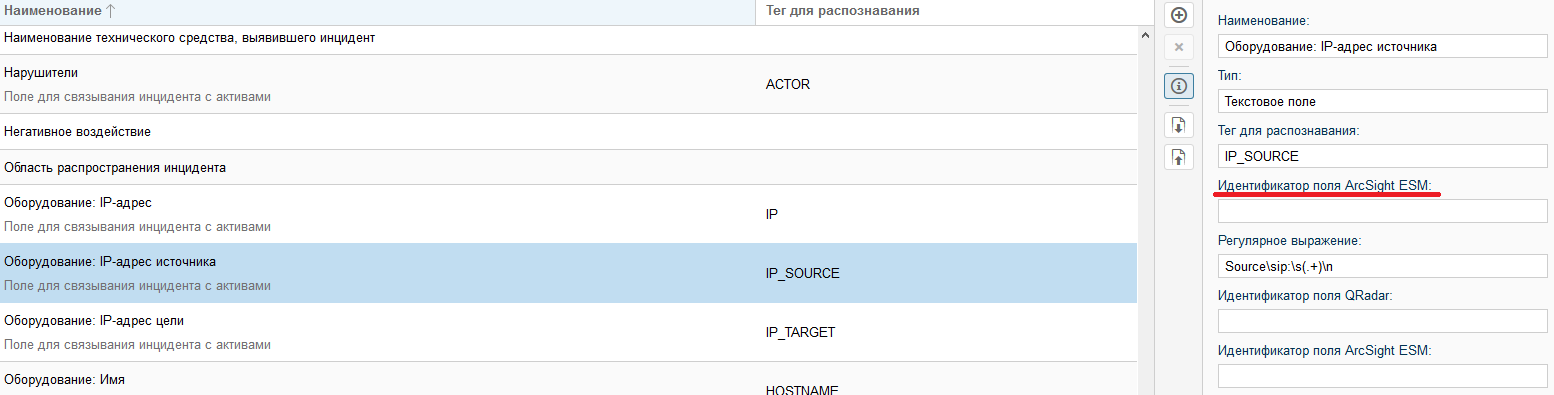 Наименование
Тег для распознавания
Наименование технического средства, выявившего инцидент
Нарушители
Поле для связывания инцидента с активами
ACTOR
Негативное воздействие
Область распространения инцидента
Оборудование: IP-адрес
Поле для связывания инцидента с активами
IP
Оборудование: IP-адрес источника
Поле для связывания инцидента с активами
IP_SOURCE
Оборудование: IP-адрес цели
Поле для связывания инцидента с активами
IP_TARGET
Оборудование: Имя
HOSTNAME
Наименование:
Оборудование: IP-адрес источника
Тип:
Текстовое поле
Тег для распознавания:
IP_SOURCE
Идентификатор поля ArcSight ESM:
Регулярное выражение:
Source\sip:\s(.+)\n
Идентификатор поля QRadar:
Идентификатор поля ArcSight ESM: